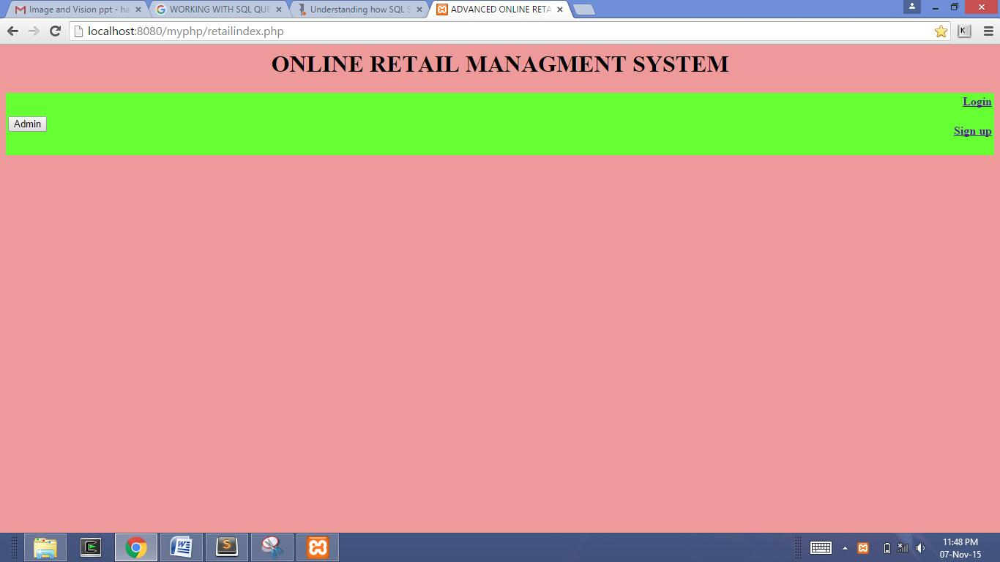 Image and Vision ppt - ha
WORKING WITH SQL QUE
Understanding how SQL S
ADVANCED ONLINE RETA
localhost:8080/myphp/retailindex.php
K
ONLINE RETAIL MANAGMENT SYSTEM
Login
Admin
Sign up
11:48 PM
07-Nov-15